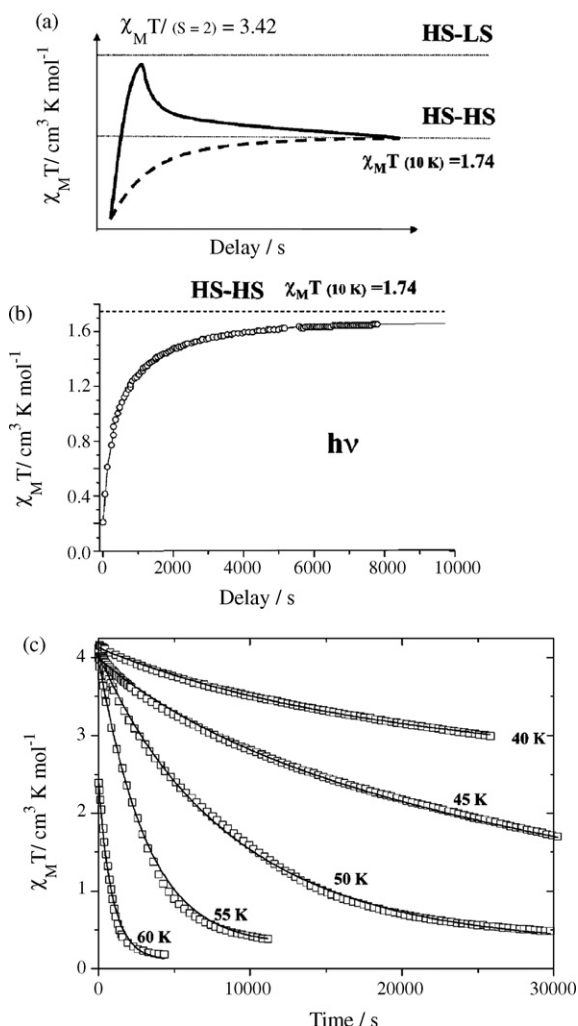 (a)
χMT/ (S = 2) = 3.42
HS-LS
HS-HS
χMT (10 K) =1.74
χMT/ cm³ K mol⁻¹
Delay / s
HS-HS χMT (10 K) =1.74
(b)
1.6
1.2
0.8
0.4
0.0
hν
χMT/ cm³ K mol⁻¹
0 2000 4000 6000 8000 10000
Delay / s
(c)
4
3
2
1
0
40 K
45 K
50 K
55 K
60 K
χMT/ cm³ K mol⁻¹
0 10000 20000 30000
Time / s